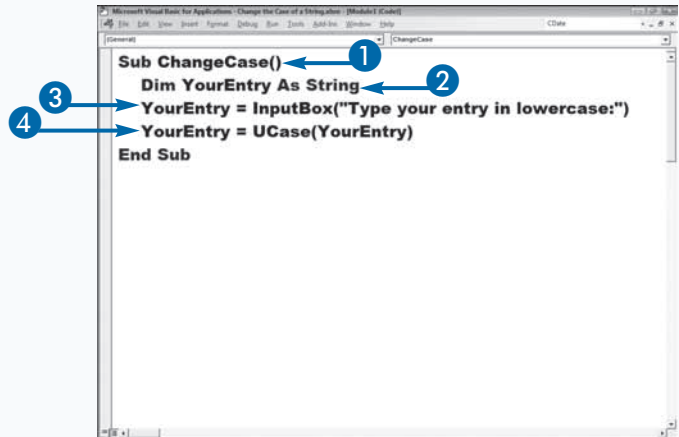 Microsoft Visual Basic for Applications - Change the Case of a String.xlsm - [Module1 (Code)]
File Edit View Insert Format Debug Run Tools Add-Ins Window Help CDate
(General) ChangeCase
Sub ChangeCase() 1
Dim YourEntry As String 2
3 YourEntry = InputBox("Type your entry in lowercase:")
4 YourEntry = UCase(YourEntry)
End Sub